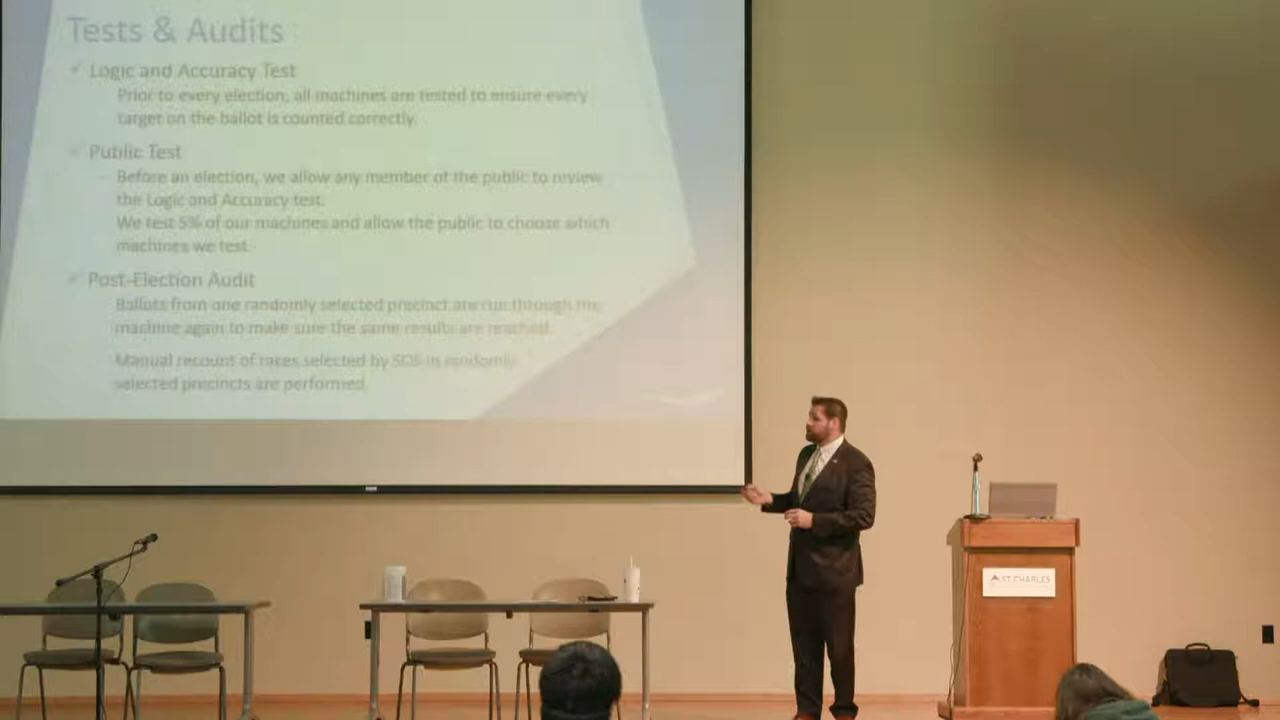 Tests & Audits
✓ Logic and Accuracy Test
Prior to every election, all machines are tested to ensure every
target on the ballot is counted correctly.
✓ Public Test
– Before an election, we allow any member of the public to review
the Logic and Accuracy test.
We test 5% of our machines and allow the public to choose which
machines we test.
✓ Post-Election Audit
Ballots from one randomly selected precinct are run through the
machine again to make sure the same results are reached.
Manual recount of races selected by SOS in randomly
selected precincts are performed.
ST CHARLES